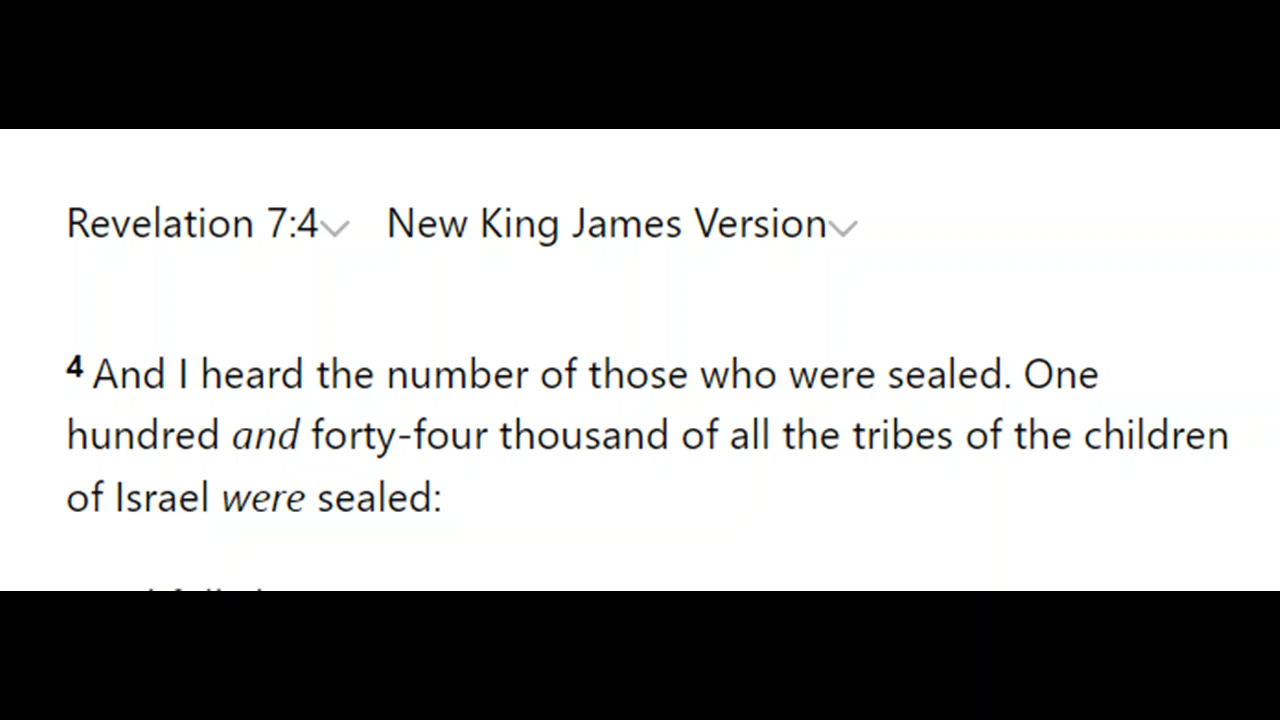 Revelation 7:4 New King James Version
4 And I heard the number of those who were sealed. One
hundred and forty-four thousand of all the tribes of the children
of Israel were sealed: